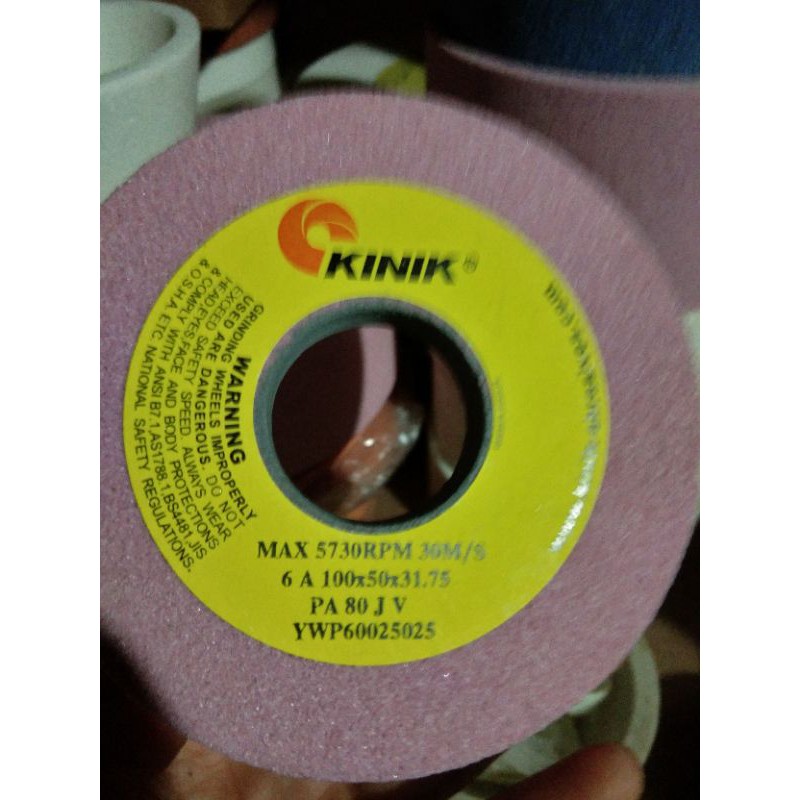 KINIK®
WARNING
GRINDING WHEELS IMPROPERLY
USED ARE DANGEROUS. DO NOT
EXCEED SAFETY SPEED. ALWAYS WEAR
HEAD,EYES FACE AND BODY PROTECTIONS
& COMPLY WITH ANSI B7.1,AS1788.1,BS4481,JIS
& O.S.H.A. ETC NATIONAL SAFETY REGULATIONS.
MAX 5730RPM 30M/S
6 A 100x50x31.75
PA 80 J V
YWP60025025